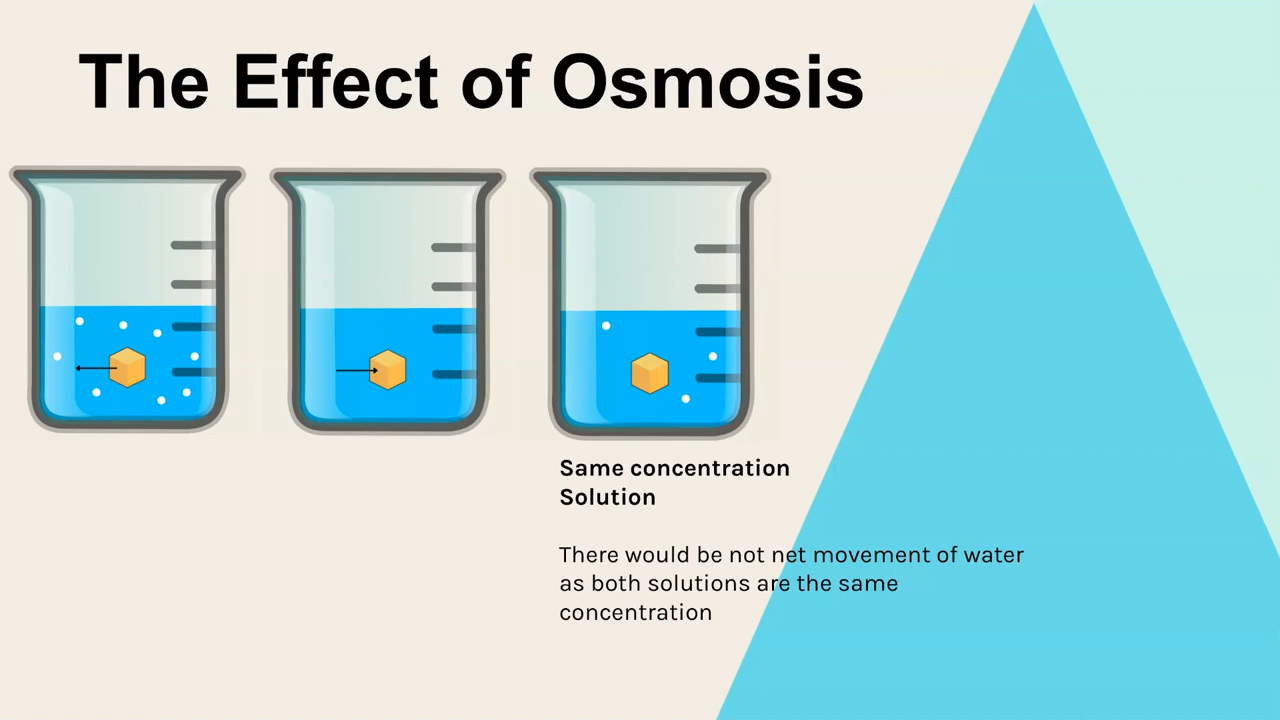 The Effect of Osmosis
Same concentration
Solution
There would be not net movement of water
as both solutions are the same
concentration